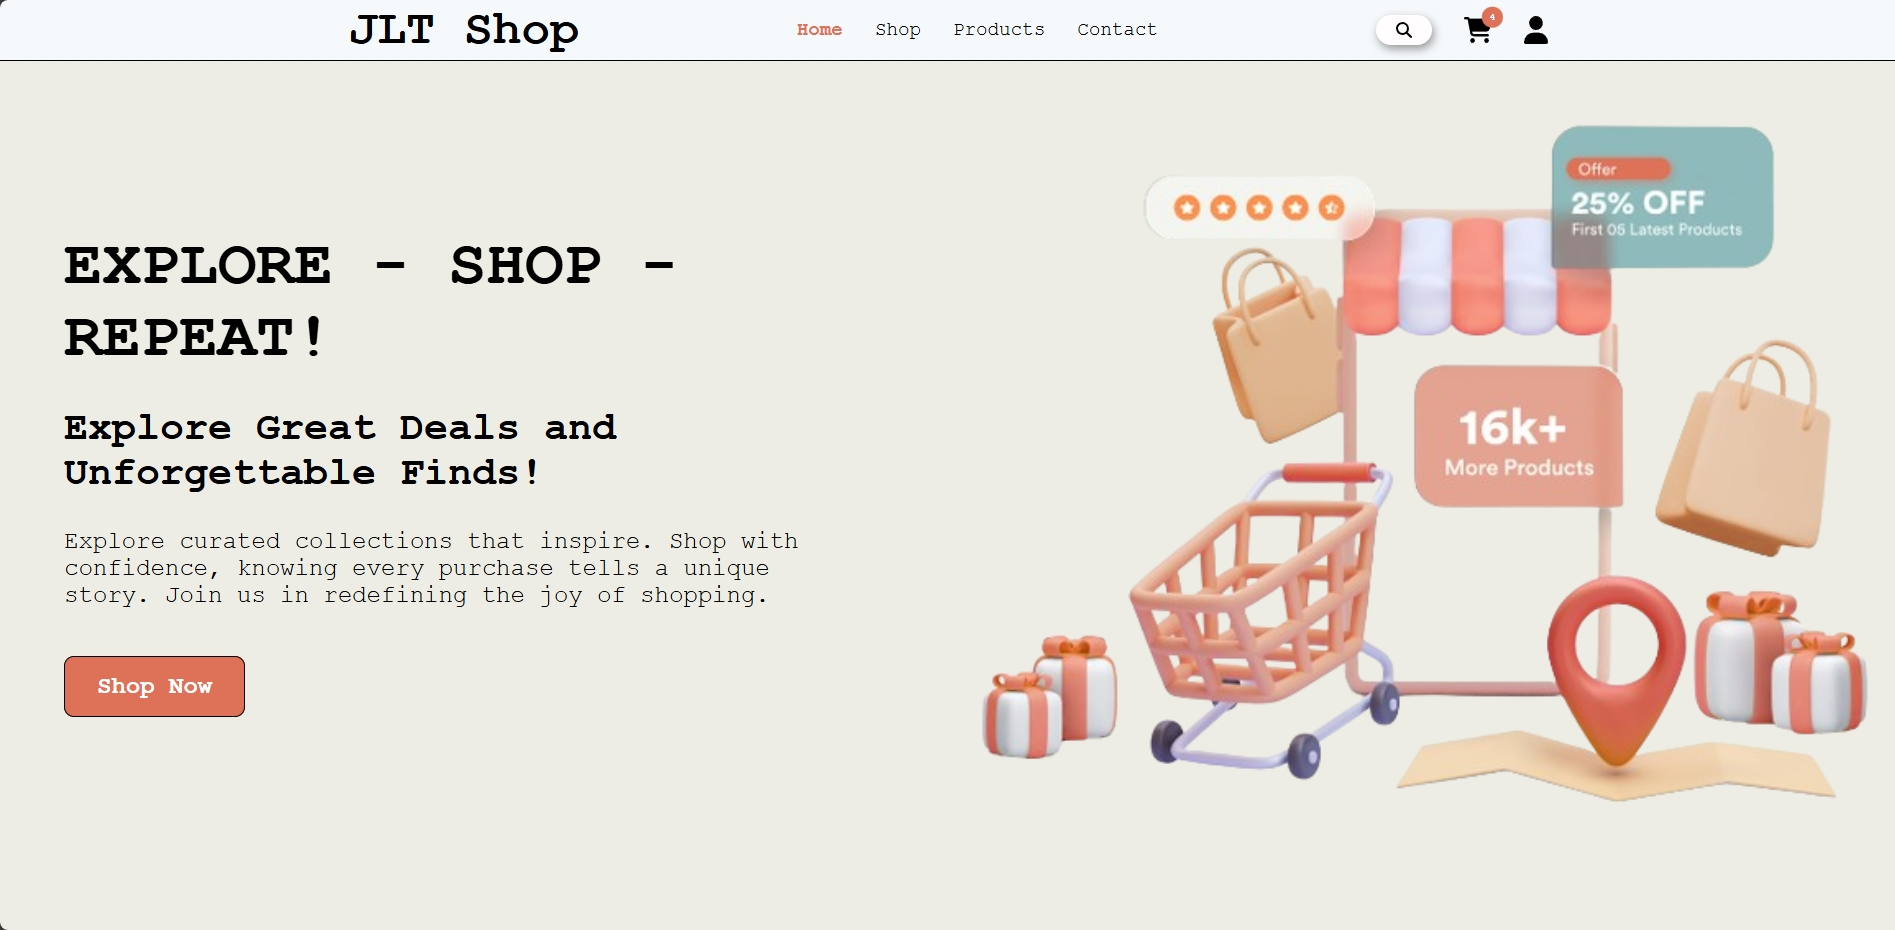 JLT Shop
Home Shop Products Contact
4
EXPLORE - SHOP -
REPEAT!
Explore Great Deals and
Unforgettable Finds!
Explore curated collections that inspire. Shop with
confidence, knowing every purchase tells a unique
story. Join us in redefining the joy of shopping.
Shop Now
Offer
25% OFF
First 05 Latest Products
16k+
More Products